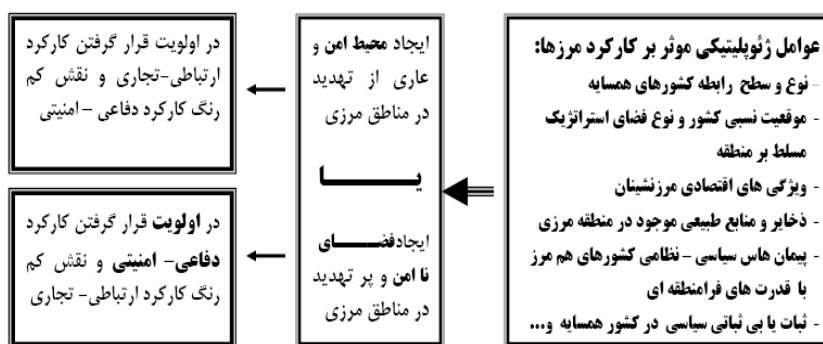 عوامل ژئوپلیتیکی موثر بر کارکرد مرزها:
- نوع و سطح رابطه کشورهای همسایه
- موقعیت نسبی کشور و نوع فضای استراتژیک
مسلط بر منطقه
- ویژگی های اقتصادی مرزنشینان
- ذخایر و منابع طبیعی موجود در منطقه مرزی
- پیمان هاس سیاسی – نظامی کشورهای هم مرز
با قدرت های فرامنطقه ای
- ثبات یا بی ثباتی سیاسی در کشور همسایه و...
ایجاد محیط امن و
عاری از تهدید
در مناطق مرزی
یـــــا
ایجادفضــــای
نا امن و پر تهدید
در مناطق مرزی
در اولویت قرار گرفتن کارکرد
ارتباطی-تجاری و نقش کم
رنگ کارکرد دفاعی – امنیتی
در اولویت قرار گرفتن کارکرد
دفاعی- امنیتی و نقش کم
رنگ کارکرد ارتباطی- تجاری